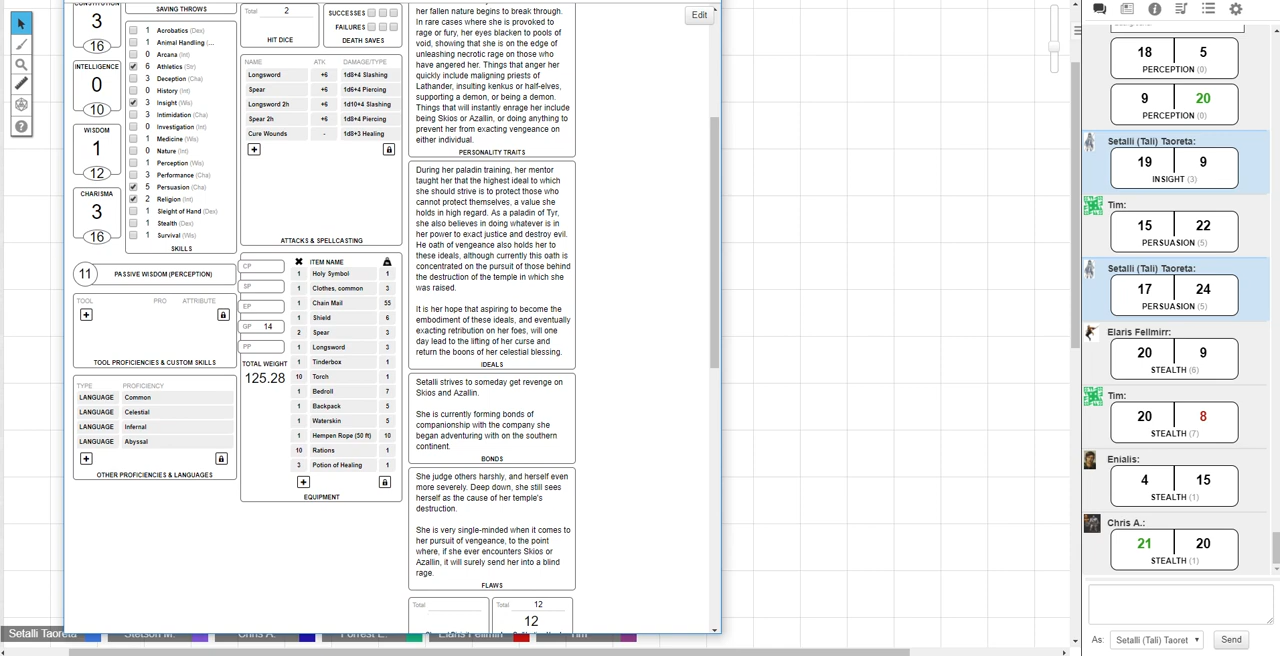 CONSTITUTION
3
16
INTELLIGENCE
0
10
WISDOM
1
12
CHARISMA
3
16
SAVING THROWS
1 Acrobatics (Dex)
1 Animal Handling (...
0 Arcana (Int)
6 Athletics (Str)
3 Deception (Cha)
0 History (Int)
3 Insight (Wis)
3 Intimidation (Cha)
0 Investigation (Int)
1 Medicine (Wis)
0 Nature (Int)
1 Perception (Wis)
3 Performance (Cha)
5 Persuasion (Cha)
2 Religion (Int)
1 Sleight of Hand (Dex)
1 Stealth (Dex)
1 Survival (Wis)
SKILLS
11 PASSIVE WISDOM (PERCEPTION)
TOOL PRO ATTRIBUTE
TOOL PROFICIENCIES & CUSTOM SKILLS
TYPE PROFICIENCY
LANGUAGE Common
LANGUAGE Celestial
LANGUAGE Infernal
LANGUAGE Abyssal
OTHER PROFICIENCIES & LANGUAGES
Total 2
HIT DICE
SUCCESSES
FAILURES
DEATH SAVES
NAME ATK DAMAGE/TYPE
Longsword +6 1d8+4 Slashing
Spear +6 1d6+4 Piercing
Longsword 2h +6 1d10+4 Slashing
Spear 2h +6 1d8+4 Piercing
Cure Wounds - 1d8+3 Healing
ATTACKS & SPELLCASTING
CP
SP
EP
GP 14
PP
TOTAL WEIGHT
125.28
ITEM NAME
1 Holy Symbol 1
1 Clothes, common 3
1 Chain Mail 55
1 Shield 6
2 Spear 3
1 Longsword 3
1 Tinderbox 1
10 Torch 1
1 Bedroll 7
1 Backpack 5
1 Waterskin 5
1 Hempen Rope (50 ft) 10
10 Rations 1
3 Potion of Healing 1
EQUIPMENT
her fallen nature begins to break through.
In rare cases where she is provoked to
rage or fury, her eyes blacken to pools of
void, showing that she is on the edge of
unleashing necrotic rage on those who
have angered her. Things that anger her
quickly include maligning priests of
Lathander, insulting kenkus or half-elves,
supporting a demon, or being a demon.
Things that will instantly enrage her include
being Skios or Azallin, or doing anything to
prevent her from exacting vengeance on
either individual.
PERSONALITY TRAITS
During her paladin training, her mentor
taught her that the highest ideal to which
she should strive is to protect those who
cannot protect themselves, a value she
holds in high regard. As a paladin of Tyr,
she also believes in doing whatever is in
her power to exact justice and destroy evil.
He oath of vengeance also holds her to
these ideals, although currently this oath is
concentrated on the pursuit of those behind
the destruction of the temple in which she
was raised.
It is her hope that aspiring to become the
embodiment of these ideals, and eventually
exacting retribution on her foes, will one
day lead to the lifting of her curse and
return the boons of her celestial blessing.
IDEALS
Setalli strives to someday get revenge on
Skios and Azallin.
She is currently forming bonds of
companionship with the company she
began adventuring with on the southern
continent.
BONDS
She judge others harshly, and herself even
more severely. Deep down, she still sees
herself as the cause of her temple's
destruction.
She is very single-minded when it comes to
her pursuit of vengeance, to the point
where, if she ever encounters Skios or
Azallin, it will surely send her into a blind
rage.
FLAWS
Total
Total 12
12
Edit
18 5
PERCEPTION (0)
9 20
PERCEPTION (0)
Setalli (Tali) Taoreta:
19 9
INSIGHT (3)
Tim:
15 22
PERSUASION (5)
Setalli (Tali) Taoreta:
17 24
PERSUASION (5)
Elaris Fellmirr:
20 9
STEALTH (6)
Tim:
20 8
STEALTH (7)
Enialis:
4 15
STEALTH (1)
Chris A.:
21 20
STEALTH (1)
As: Setalli (Tali) Taoret
Send
Setalli Taoreta
Stetson M.
Chris A.
Forrest L.
Tim